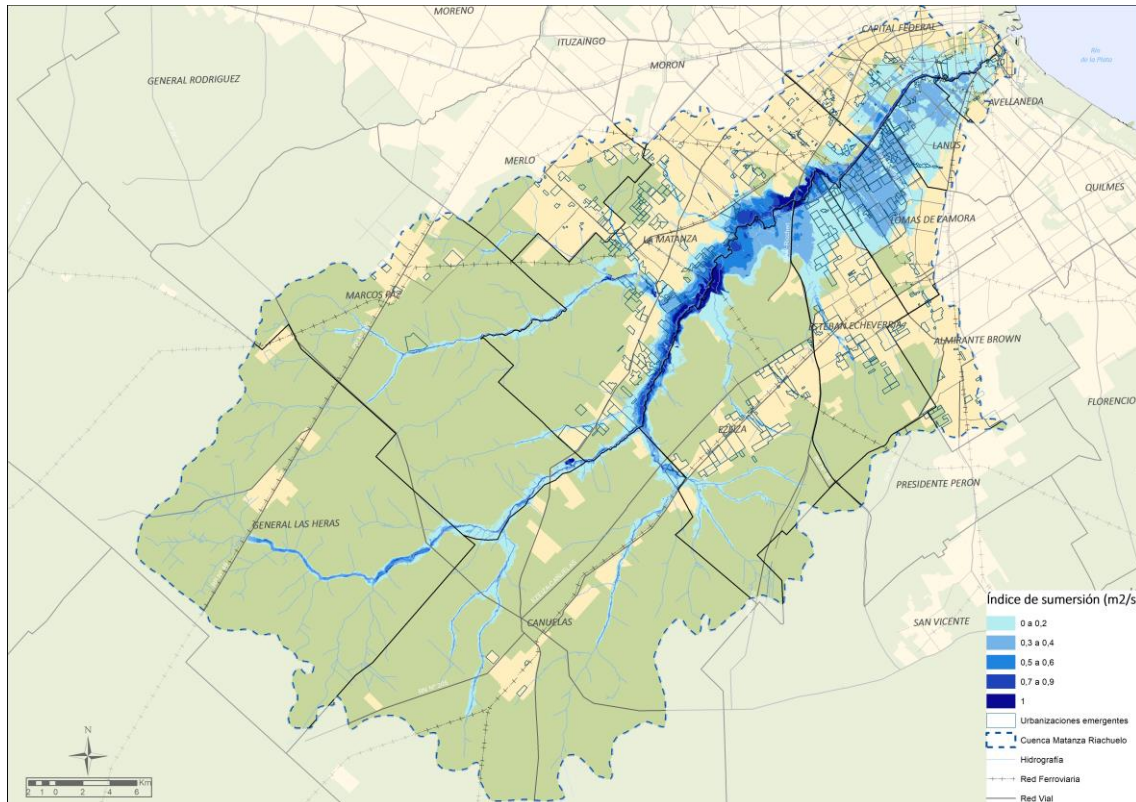 MORENO
CAPITAL FEDERAL
ITUZAINGO
Río
de la Plata
MORON
GENERAL RODRIGUEZ
AVELLANEDA
LANUS
MERLO
QUILMES
LOMAS DE ZAMORA
LA MATANZA
MARCOS PAZ
ESTEBAN ECHEVERRIA
ALMIRANTE BROWN
FLORENCIO
EZEIZA
PRESIDENTE PERON
GENERAL LAS HERAS
CANUELAS
SAN VICENTE
Índice de sumersión (m2/s
0 a 0,2
0,3 a 0,4
0,5 a 0,6
0,7 a 0,9
1
Urbanizaciones emergentes
Cuenca Matanza Riachuelo
Hidrografía
Red Ferroviaria
Red Vial
N
2 1 0 2 4 6 Km